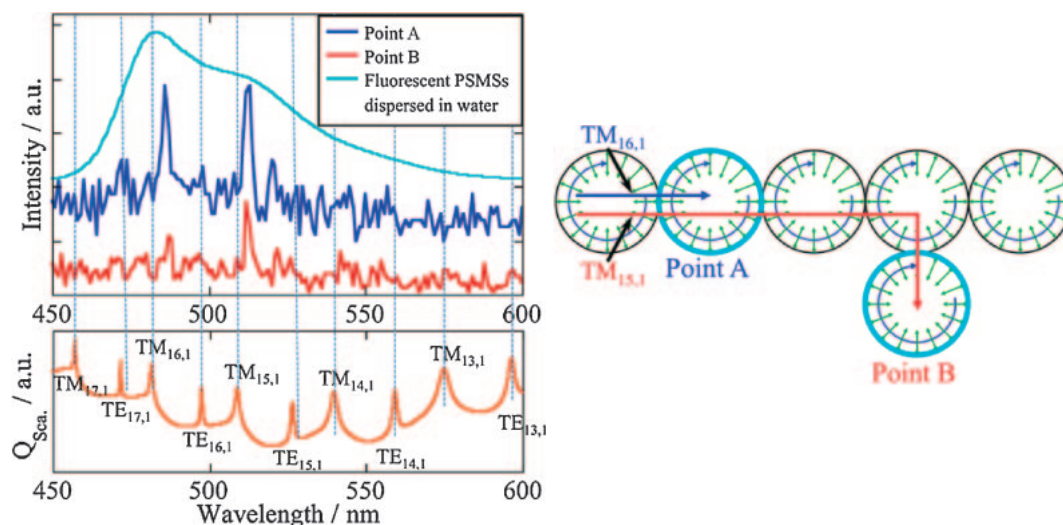 Point A
Point B
Fluorescent PSMSs
dispersed in water
Intensity / a.u.
450
500
550
600
TM16,1
TM15,1
Point A
Point B
Q Sca. / a.u.
TM17,1
TE17,1
TM16,1
TE16,1
TM15,1
TE15,1
TM14,1
TE14,1
TM13,1
TE13,1
450
500
550
600
Wavelength / nm